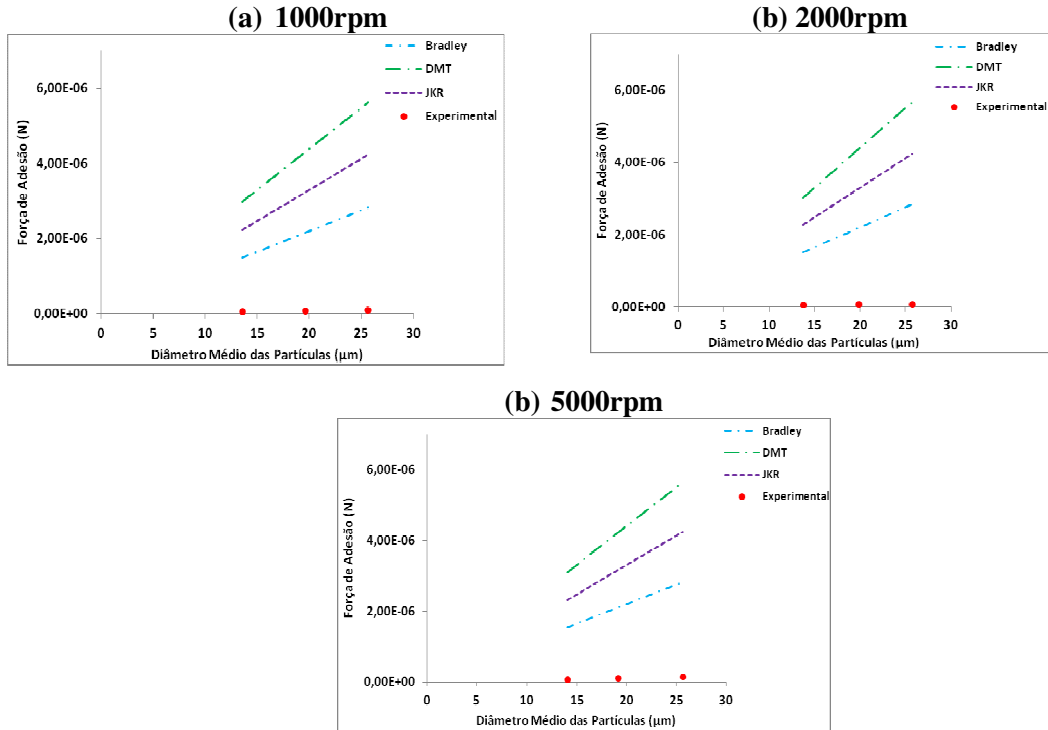 (a) 1000rpm
Bradley
DMT
JKR
Experimental
Força de Adesão (N)
6,00E-06
4,00E-06
2,00E-06
0,00E+00
0 5 10 15 20 25 30
Diâmetro Médio das Partículas (µm)
(b) 2000rpm
Bradley
DMT
JKR
Experimental
Força de Adesão (N)
6,00E-06
4,00E-06
2,00E-06
0,00E+00
0 5 10 15 20 25 30
Diâmetro Médio das Partículas (µm)
(b) 5000rpm
Bradley
DMT
JKR
Experimental
Força de Adesão (N)
6,00E-06
4,00E-06
2,00E-06
0,00E+00
0 5 10 15 20 25 30
Diâmetro Médio das Partículas (µm)